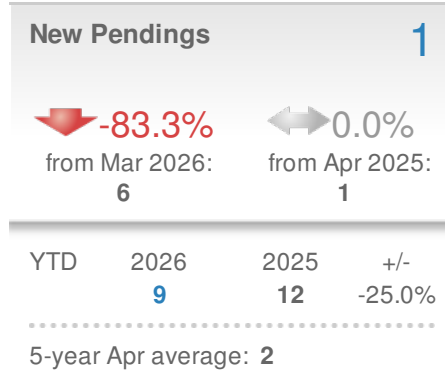 New Pendings 1
-83.3% 0.0%
from Mar 2026: from Apr 2025:
6 1
YTD 2026 2025 +/-
9 12 -25.0%
5-year Apr average: 2